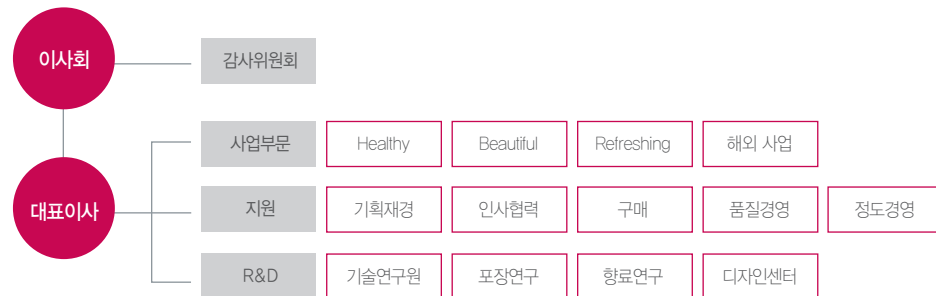 이사회
감사위원회
사업부문 Healthy Beautiful Refreshing 해외 사업
대표이사 지원 기획재경 인사협력 구매 품질경영 정도경영
R&D 기술연구원 포장연구 향료연구 디자인센터